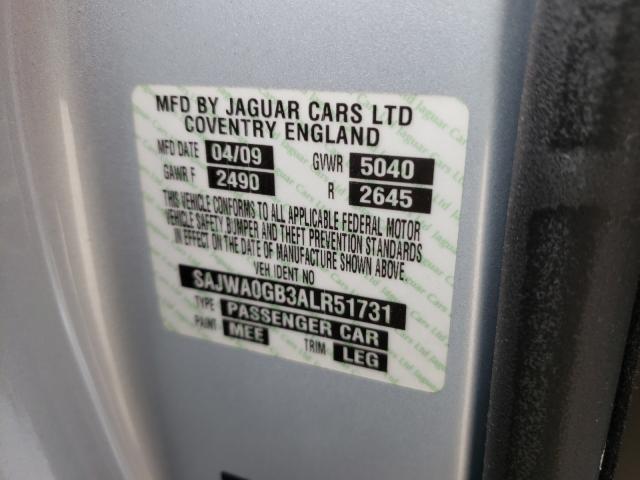 MFD BY JAGUAR CARS LTD
COVENTRY ENGLAND
MFD DATE 04/09 GVWR 5040
GAWR F 2490 R 2645
THIS VEHICLE CONFORMS TO ALL APPLICABLE FEDERAL MOTOR
VEHICLE SAFETY BUMPER AND THEFT PREVENTION STANDARDS
IN EFFECT ON THE DATE OF MANUFACTURE SHOWN ABOVE.
VEH. IDENT NO
SAJWA0GB3ALR51731
TYPE PASSENGER CAR
PAINT MEE TRIM LEG